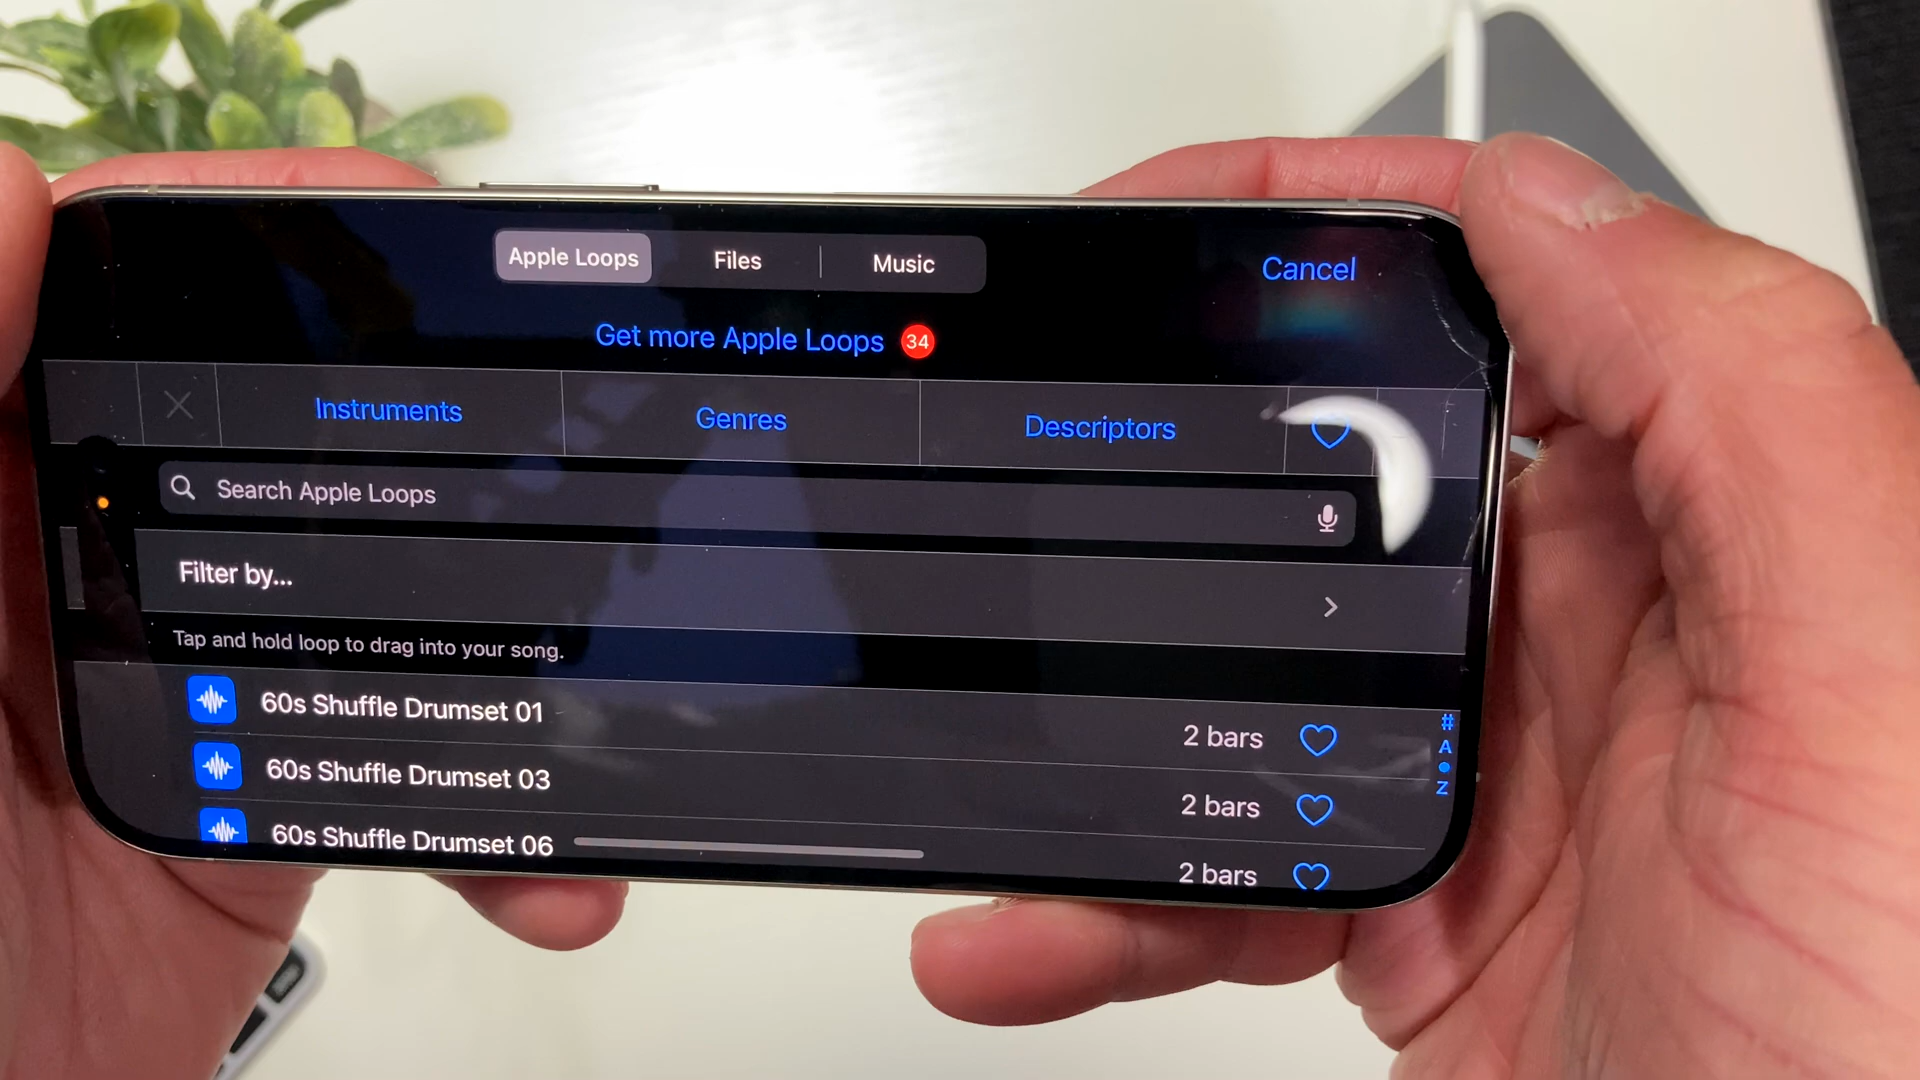 Apple Loops Files Music Cancel
Get more Apple Loops 34
Instruments Genres Descriptors
Search Apple Loops
Filter by...
Tap and hold loop to drag into your song.
60s Shuffle Drumset 01 2 bars
60s Shuffle Drumset 03 2 bars
60s Shuffle Drumset 06 2 bars
#
A
Z